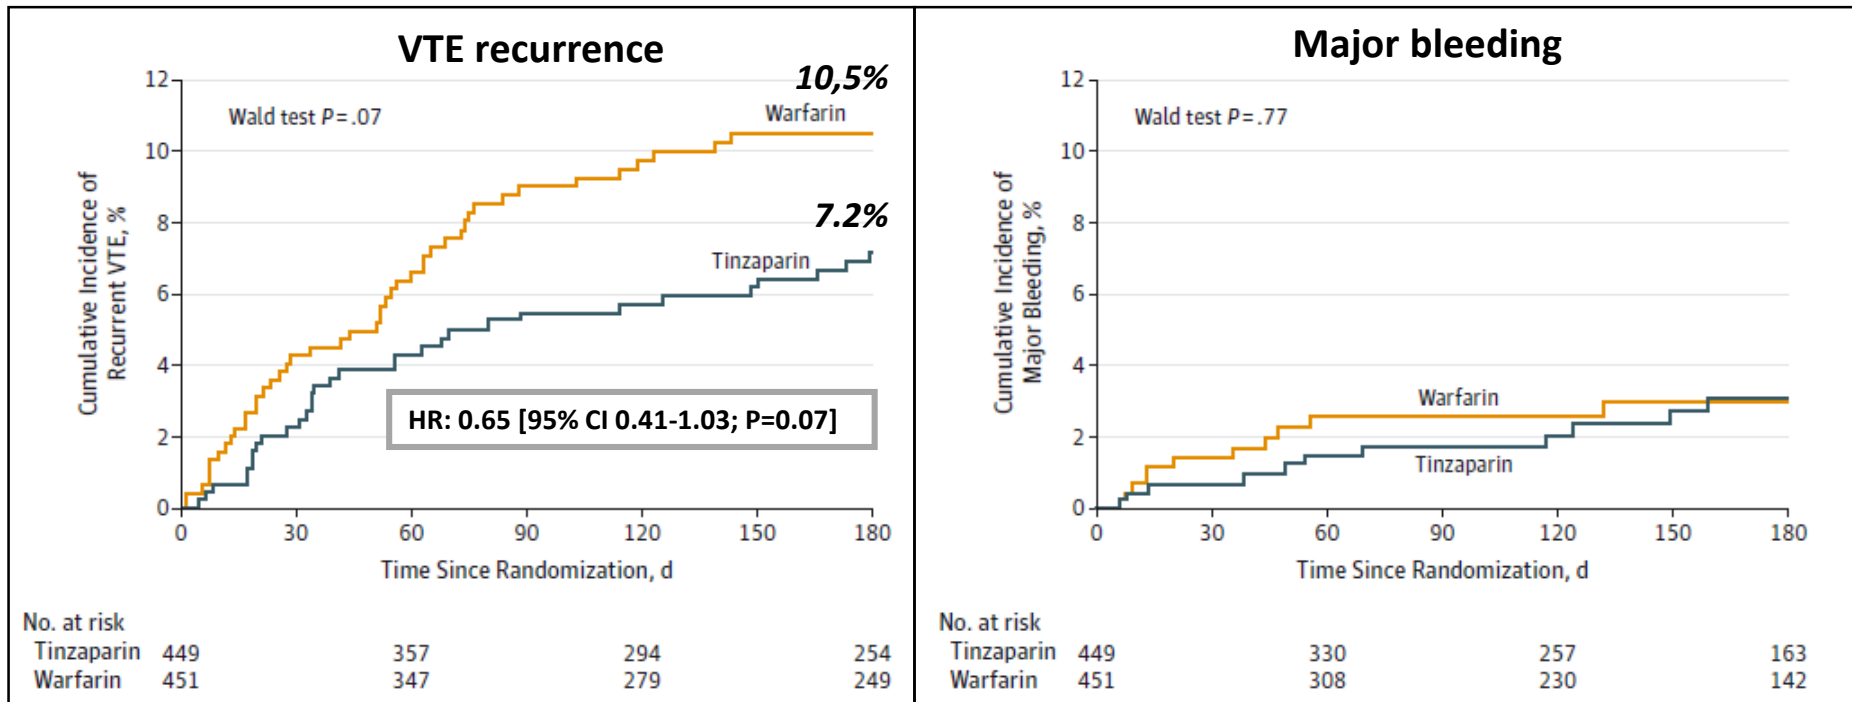 VTE recurrence
10,5%
12
Wald test P=.07
Warfarin
10
8
7.2%
Tinzaparin
6
4
HR: 0.65 [95% CI 0.41-1.03; P=0.07]
2
0
Cumulative Incidence of
Recurrent VTE, %
0 30 60 90 120 150 180
Time Since Randomization, d
No. at risk
Tinzaparin 449 357 294 254
Warfarin 451 347 279 249
Major bleeding
12
Wald test P=.77
10
8
6
4
Warfarin
2
Tinzaparin
0
Cumulative Incidence of
Major Bleeding, %
0 30 60 90 120 150 180
Time Since Randomization, d
No. at risk
Tinzaparin 449 330 257 163
Warfarin 451 308 230 142